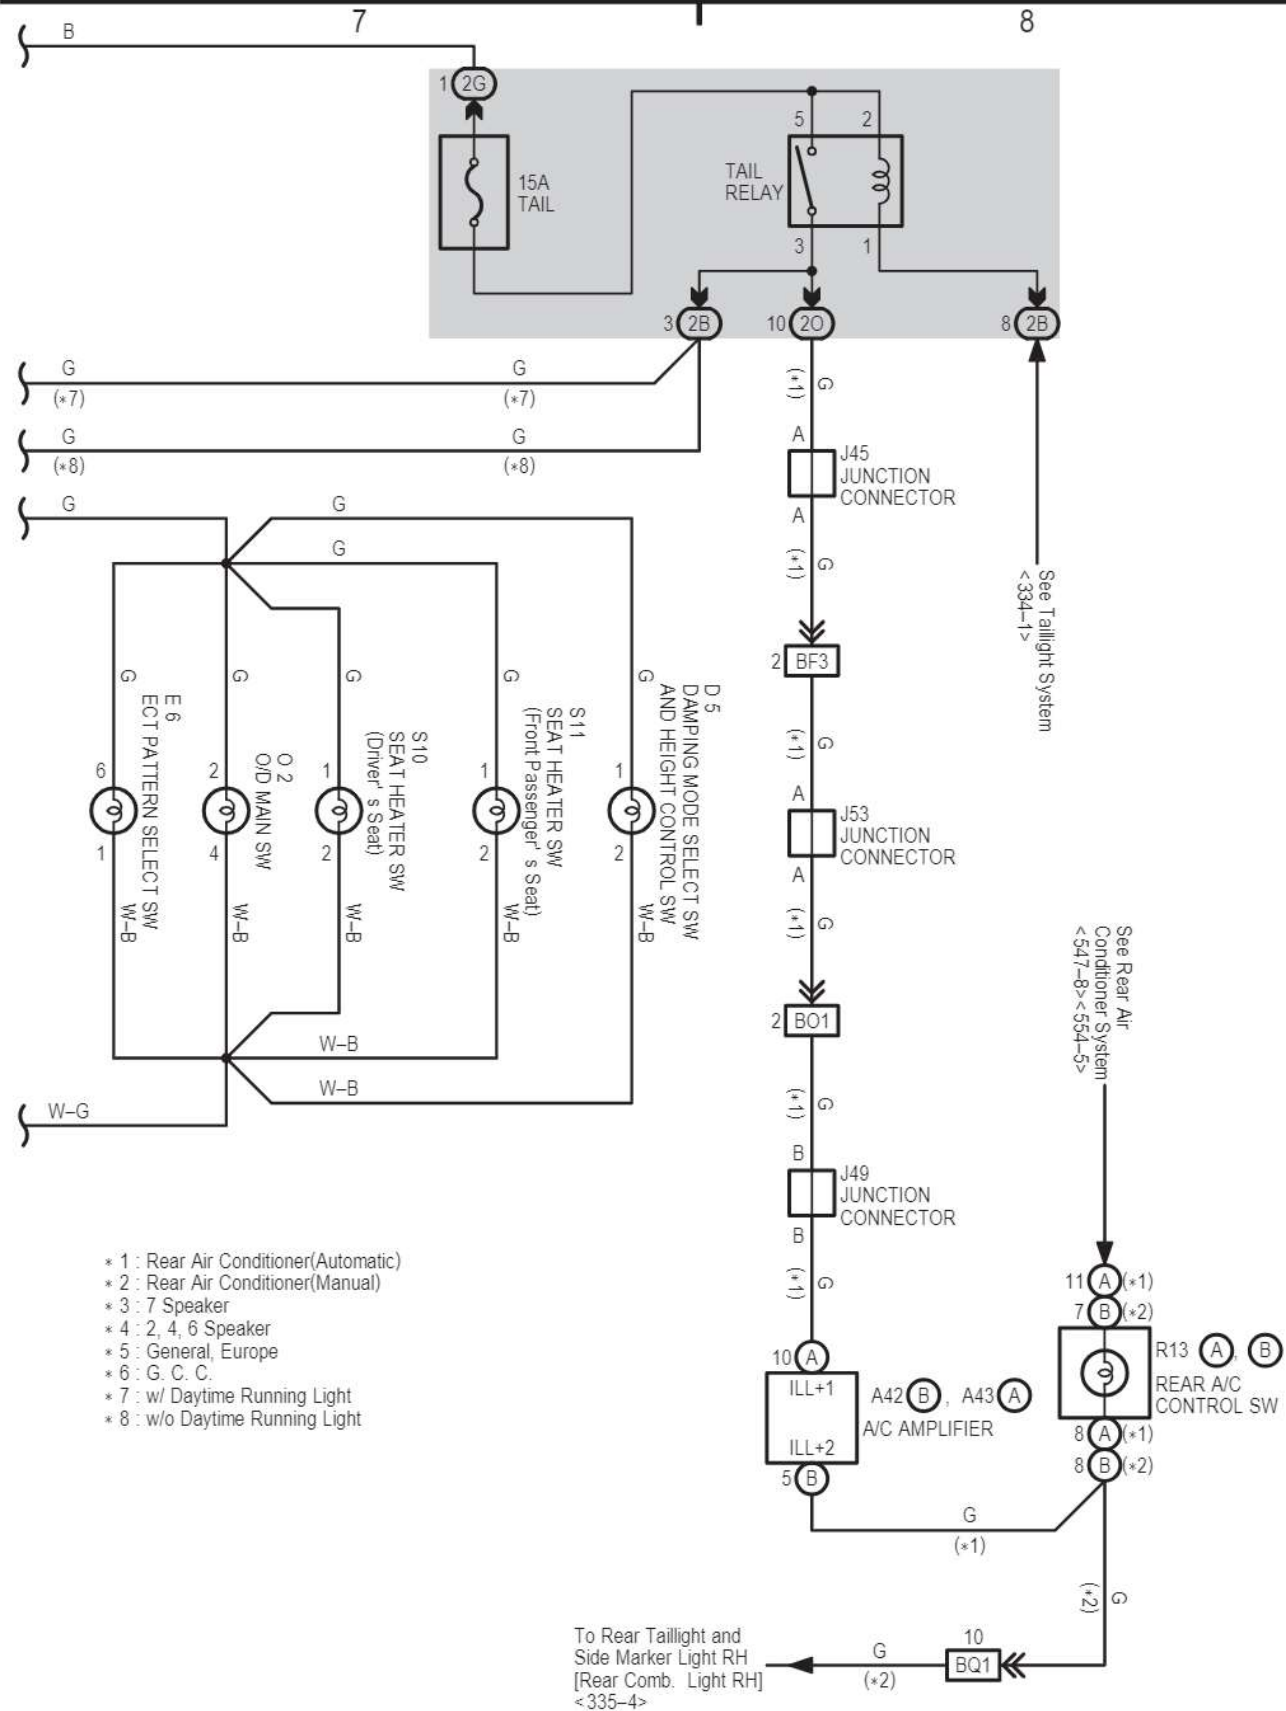 7
8
B
1 2G
15A
TAIL
TAIL
RELAY
5
2
3
1
3 2B
10 2O
8 2B
G
(∗7)
G
(∗7)
G
(∗8)
G
(∗8)
G
G
G
G
(∗1)
A
J45
JUNCTION
CONNECTOR
A
G
(∗1)
See Taillight System
<334–1>
2 BF3
G
(∗1)
A
J53
JUNCTION
CONNECTOR
A
G
(∗1)
2 BO1
G
(∗1)
B
J49
JUNCTION
CONNECTOR
B
G
(∗1)
G
6
1
W–B
E 6
ECT PATTERN SELECT SW
G
2
4
W–B
O 2
O/D MAIN SW
G
1
2
W–B
S10
SEAT HEATER SW
(Driver' s Seat)
G
1
2
W–B
S11
SEAT HEATER SW
(Front Passenger' s Seat)
G
1
2
W–B
D 5
DAMPING MODE SELECT SW
AND HEIGHT CONTROL SW
W–B
W–B
W–G
See Rear Air
Conditioner System
<547–8><554–5>
∗ 1 : Rear Air Conditioner(Automatic)
∗ 2 : Rear Air Conditioner(Manual)
∗ 3 : 7 Speaker
∗ 4 : 2, 4, 6 Speaker
∗ 5 : General, Europe
∗ 6 : G. C. C.
∗ 7 : w/ Daytime Running Light
∗ 8 : w/o Daytime Running Light
10 A
ILL+1
ILL+2
5 B
A42 B , A43 A
A/C AMPLIFIER
11 A (∗1)
7 B (∗2)
R13 A , B
REAR A/C
CONTROL SW
8 A (∗1)
8 B (∗2)
G
(∗1)
G
(∗2)
To Rear Taillight and
Side Marker Light RH
[Rear Comb. Light RH]
<335–4>
G
(∗2)
10
BQ1